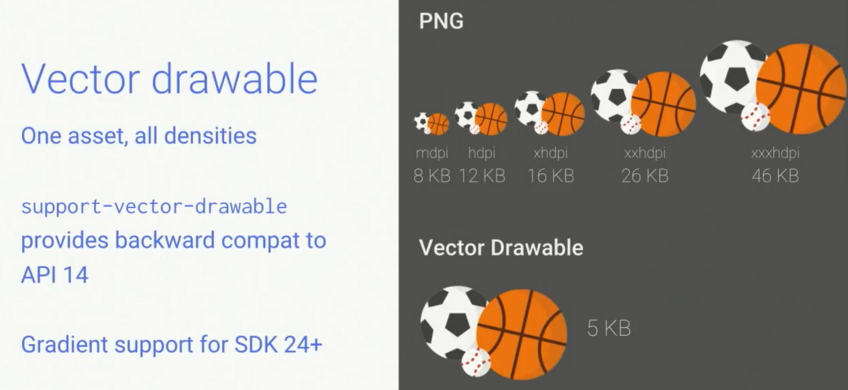 Vector drawable
One asset, all densities
support-vector-drawable
provides backward compat to
API 14
Gradient support for SDK 24+
PNG
mdpi hdpi xhdpi xxhdpi xxxhdpi
8 KB 12 KB 16 KB 26 KB 46 KB
Vector Drawable
5 KB